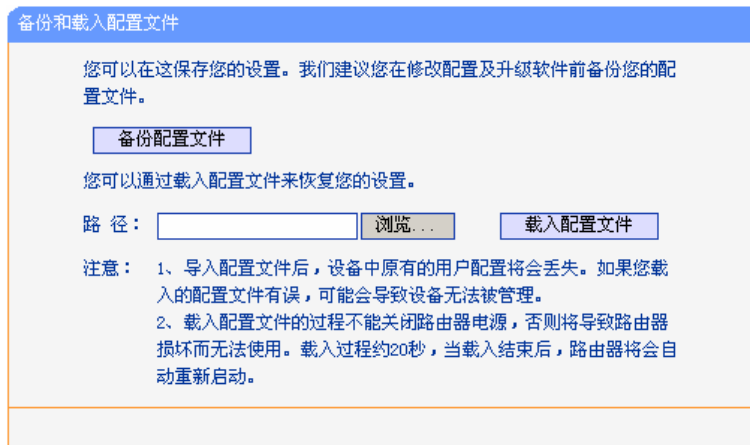 备份和载入配置文件
您可以在这保存您的设置。我们建议您在修改配置及升级软件前备份您的配
置文件。
备份配置文件
您可以通过载入配置文件来恢复您的设置。
路 径： 浏览... 载入配置文件
注意： 1、导入配置文件后，设备中原有的用户配置将会丢失。如果您载
入的配置文件有误，可能会导致设备无法被管理。
2、载入配置文件的过程不能关闭路由器电源，否则将导致路由器
损坏而无法使用。载入过程约20秒，当载入结束后，路由器将会自
动重新启动。